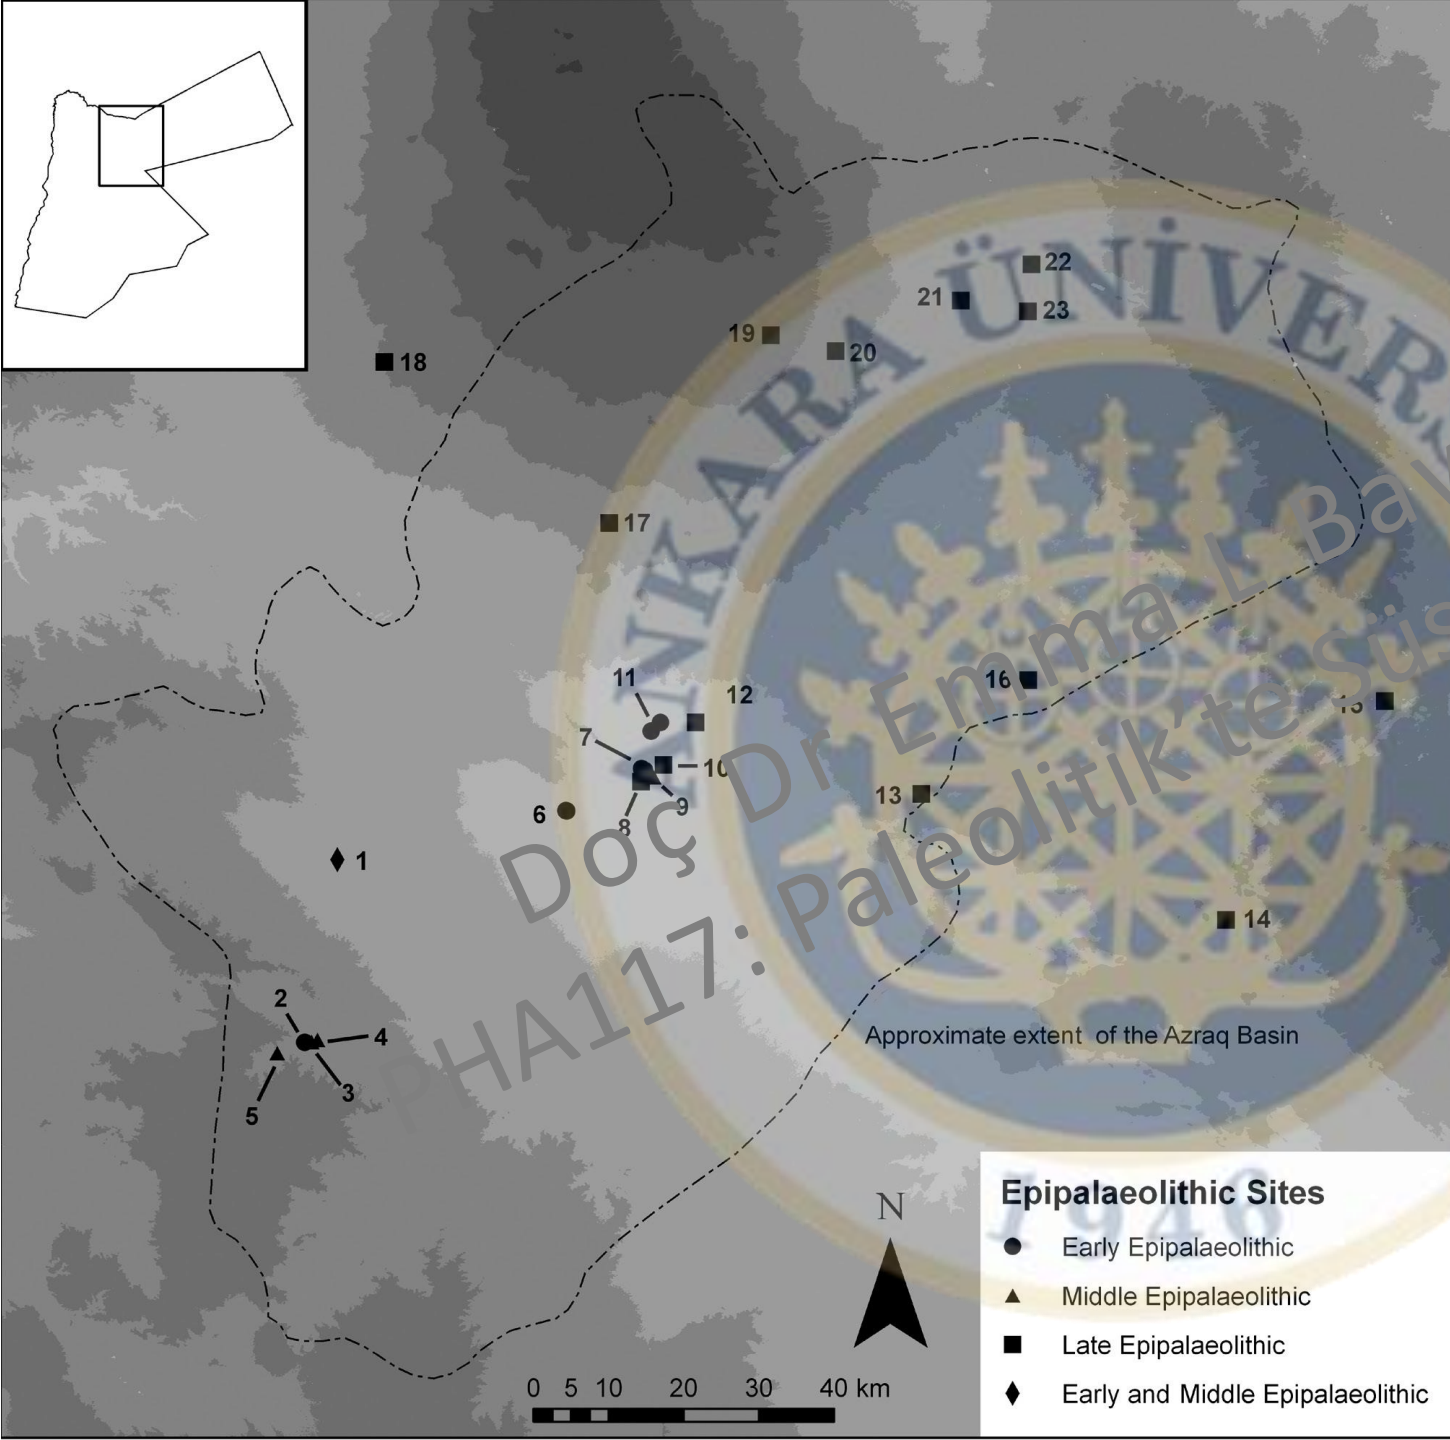 22
21
23
19
20
18
17
11
12
16
15
7
10
13
9
8
6
1
14
2
4
3
5
ANKARA ÜNİVERS
Doç Dr Emma L Bay
PHA117: Paleolitik'te Süs
Approximate extent of the Azraq Basin
1946
N
Epipalaeolithic Sites
Early Epipalaeolithic
Middle Epipalaeolithic
Late Epipalaeolithic
Early and Middle Epipalaeolithic
0 5 10 20 30 40 km